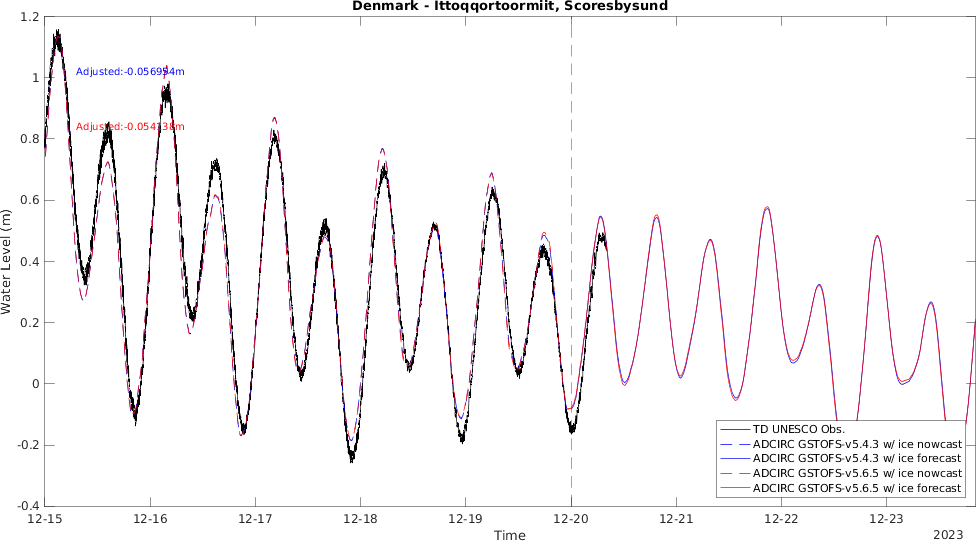 Denmark - Ittoqqortoormiit, Scoresbysund
1.2
1
0.8
0.6
0.4
0.2
0
-0.2
-0.4
Water Level (m)
Adjusted:-0.056954m
Adjusted:-0.054138m
TD UNESCO Obs.
ADCIRC GSTOFS-v5.4.3 w/ ice nowcast
ADCIRC GSTOFS-v5.4.3 w/ ice forecast
ADCIRC GSTOFS-v5.6.5 w/ ice nowcast
ADCIRC GSTOFS-v5.6.5 w/ ice forecast
12-15 12-16 12-17 12-18 12-19 12-20 12-21 12-22 12-23
Time
2023